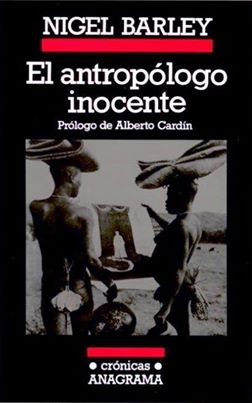 NIGEL BARLEY
El antropólogo
inocente
Prólogo de Alberto Cardín
• crónicas •
ANAGRAMA